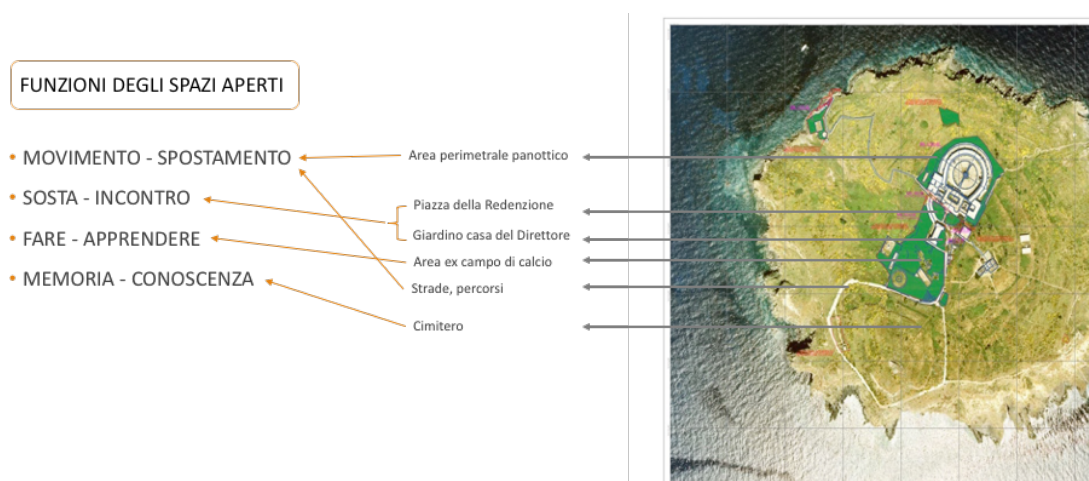 FUNZIONI DEGLI SPAZI APERTI
• MOVIMENTO - SPOSTAMENTO
• SOSTA - INCONTRO
• FARE - APPRENDERE
• MEMORIA - CONOSCENZA
Area perimetrale panottico
Piazza della Redenzione
Giardino casa del Direttore
Area ex campo di calcio
Strade, percorsi
Cimitero